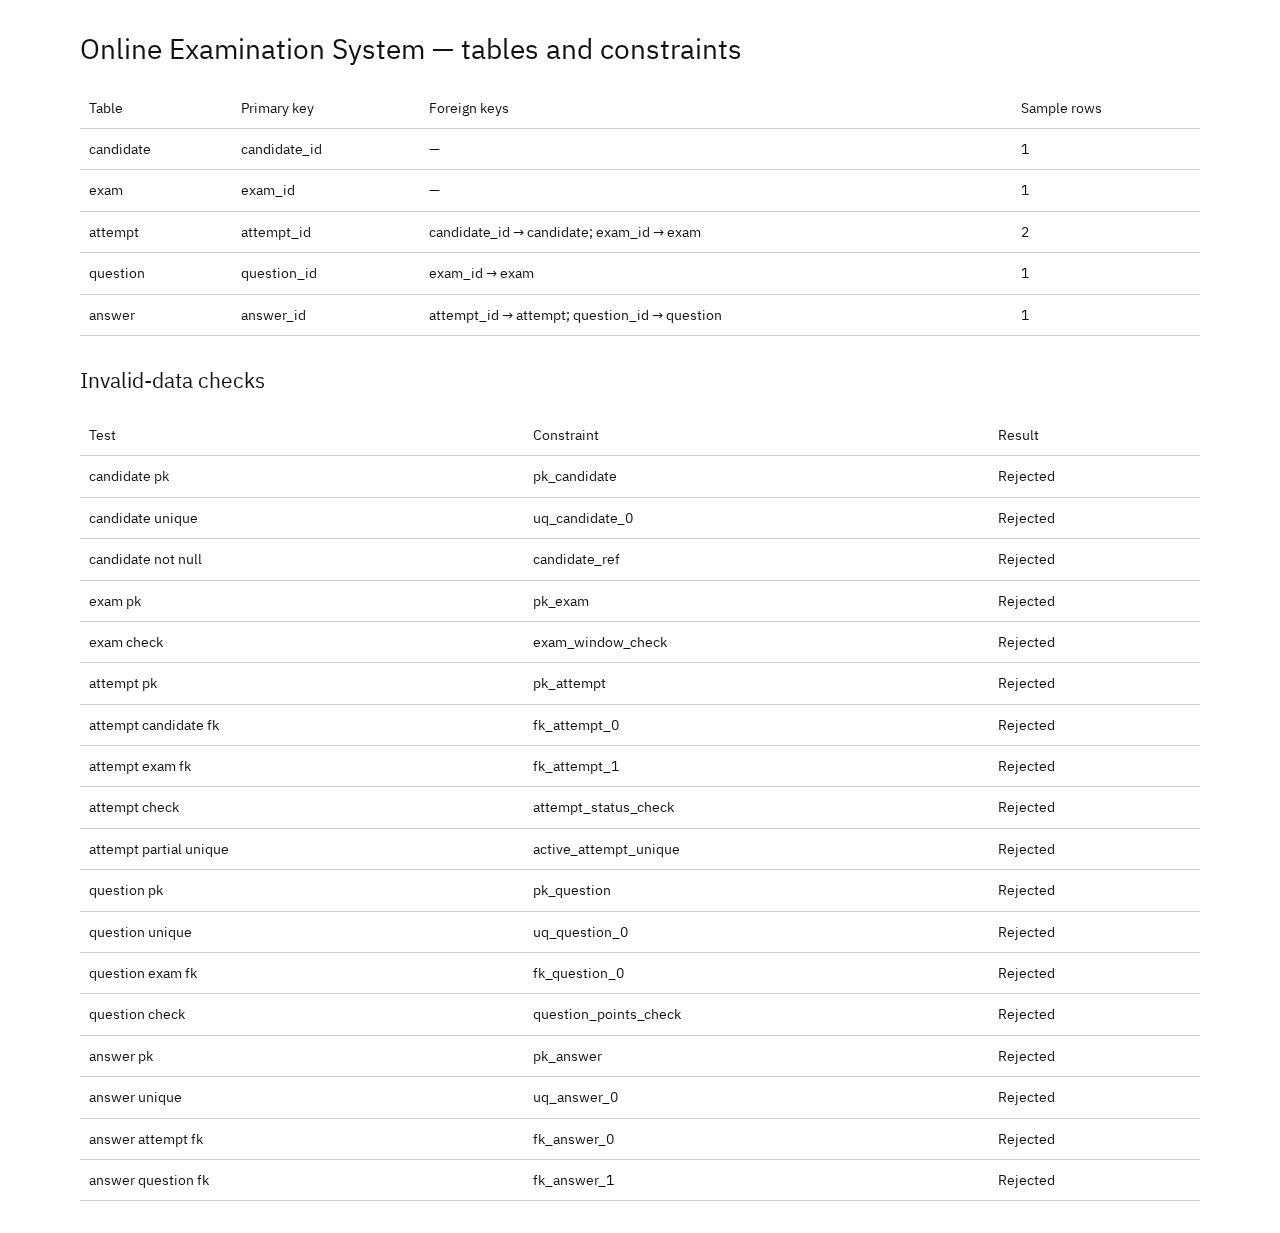 Online Examination System — tables and constraints
Table Primary key Foreign keys Sample rows
candidate candidate_id — 1
exam exam_id — 1
attempt attempt_id candidate_id → candidate; exam_id → exam 2
question question_id exam_id → exam 1
answer answer_id attempt_id → attempt; question_id → question 1
Invalid-data checks
Test Constraint Result
candidate pk pk_candidate Rejected
candidate unique uq_candidate_0 Rejected
candidate not null candidate_ref Rejected
exam pk pk_exam Rejected
exam check exam_window_check Rejected
attempt pk pk_attempt Rejected
attempt candidate fk fk_attempt_0 Rejected
attempt exam fk fk_attempt_1 Rejected
attempt check attempt_status_check Rejected
attempt partial unique active_attempt_unique Rejected
question pk pk_question Rejected
question unique uq_question_0 Rejected
question exam fk fk_question_0 Rejected
question check question_points_check Rejected
answer pk pk_answer Rejected
answer unique uq_answer_0 Rejected
answer attempt fk fk_answer_0 Rejected
answer question fk fk_answer_1 Rejected